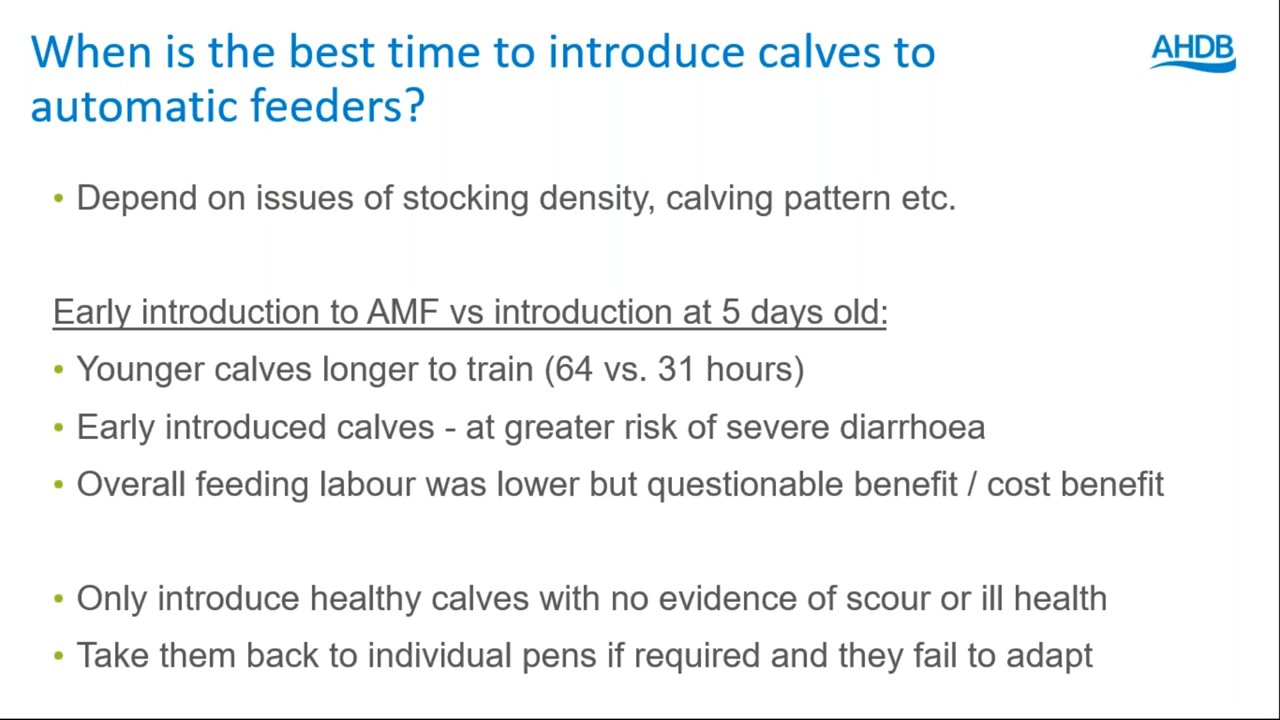 When is the best time to introduce calves to
automatic feeders?
AHDB
• Depend on issues of stocking density, calving pattern etc.
Early introduction to AMF vs introduction at 5 days old:
• Younger calves longer to train (64 vs. 31 hours)
• Early introduced calves - at greater risk of severe diarrhoea
• Overall feeding labour was lower but questionable benefit / cost benefit
• Only introduce healthy calves with no evidence of scour or ill health
• Take them back to individual pens if required and they fail to adapt